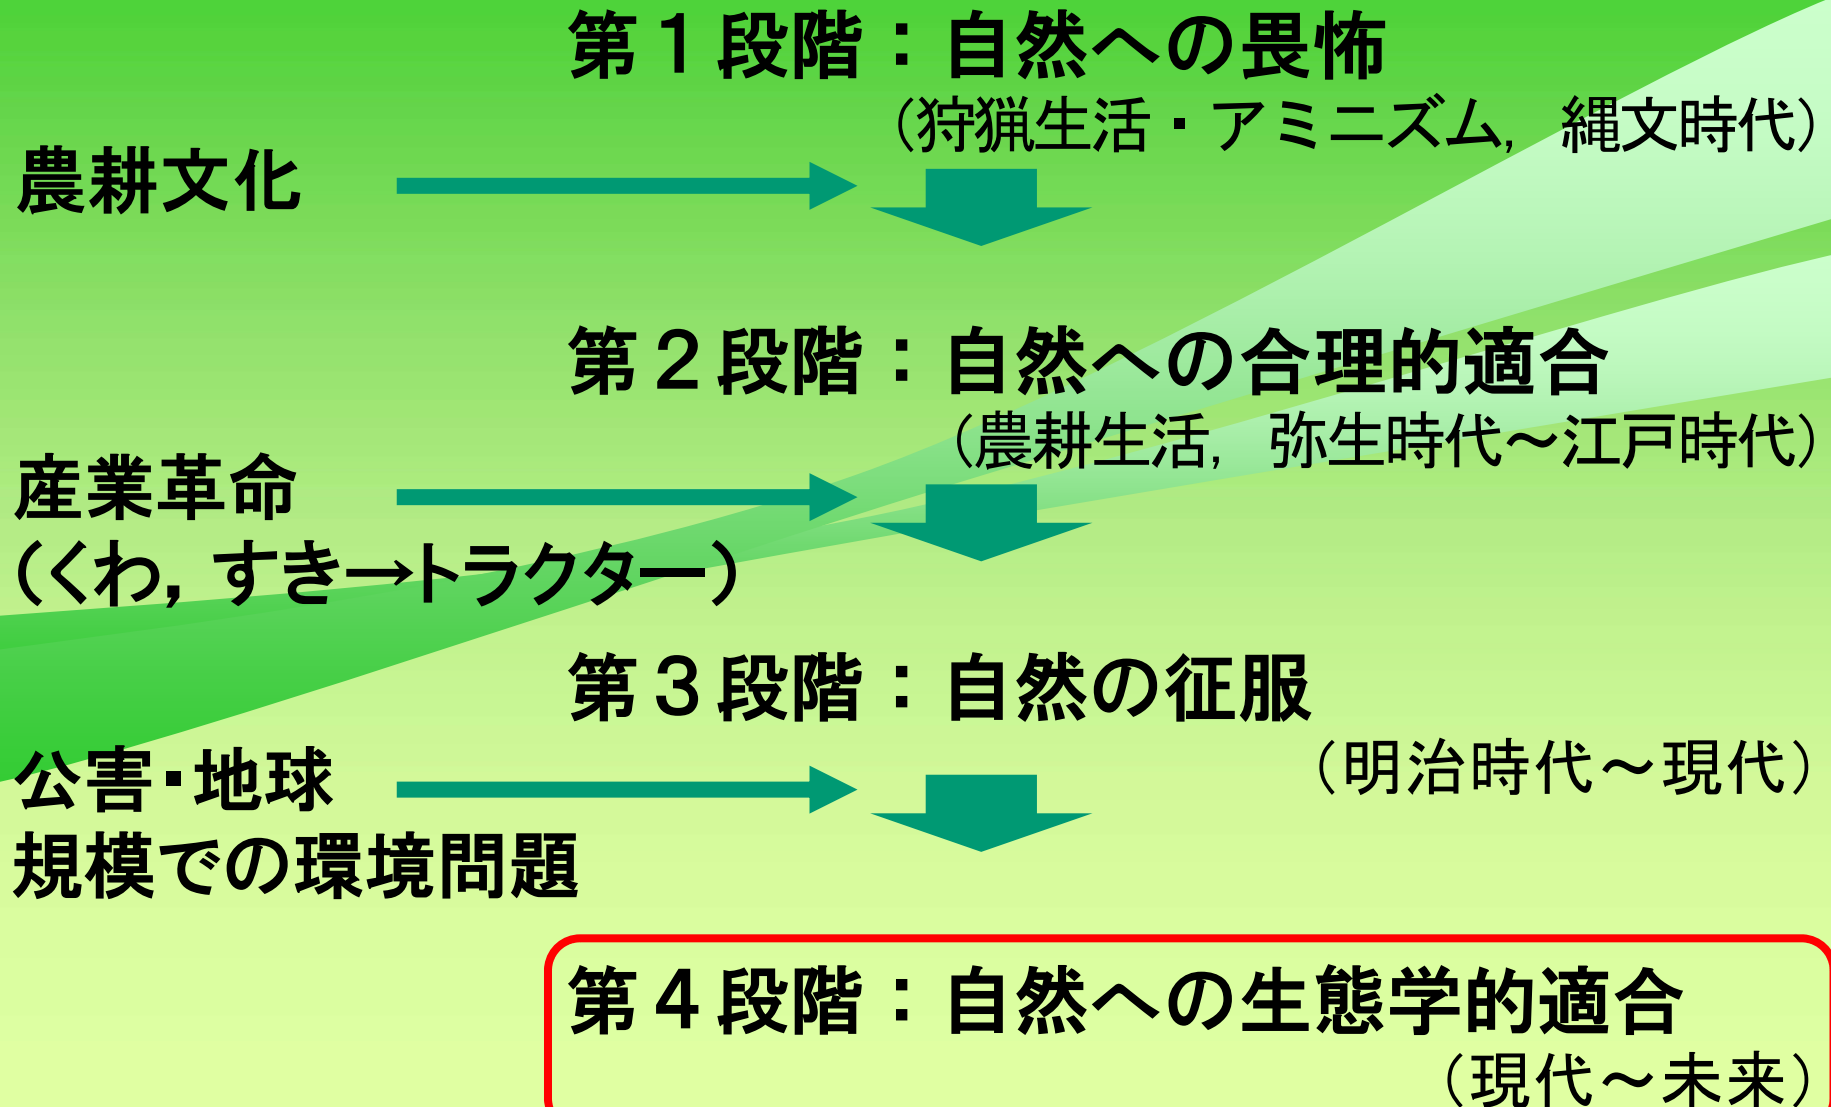 第１段階：自然への畏怖
（狩猟生活・アミニズム，縄文時代）
農耕文化
第２段階：自然への合理的適合
（農耕生活，弥生時代～江戸時代）
産業革命
（くわ，すき→トラクター）
第３段階：自然の征服
（明治時代～現代）
公害・地球
規模での環境問題
第４段階：自然への生態学的適合
（現代～未来）